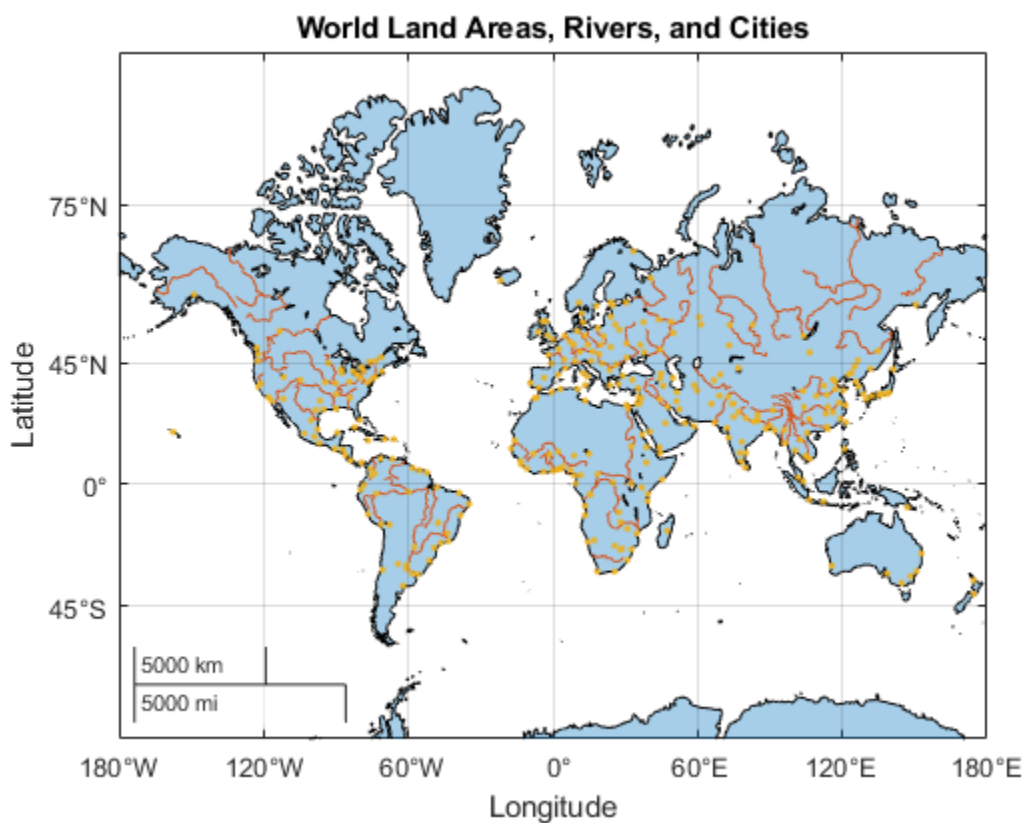 World Land Areas, Rivers, and Cities
75°N
45°N
0°
45°S
Latitude
5000 km
5000 mi
180°W
120°W
60°W
0°
60°E
120°E
180°E
Longitude